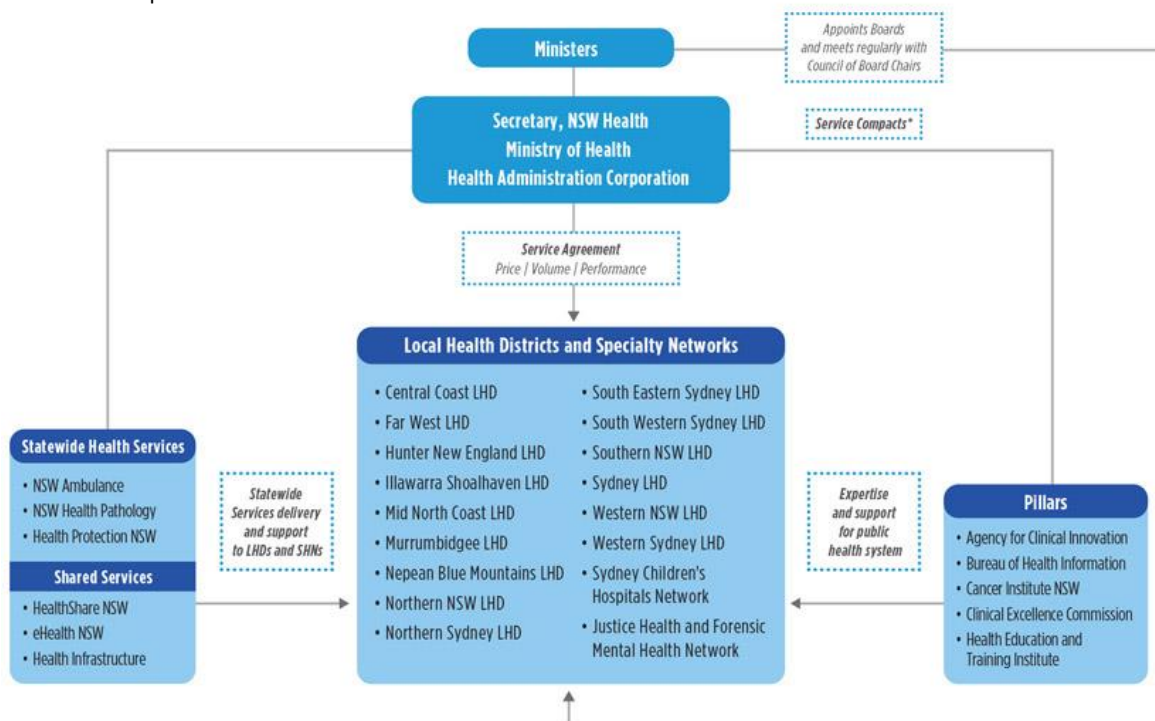 Ministers
Appoints Boards
and meets regularly with
Council of Board Chairs
Secretary, NSW Health
Ministry of Health
Health Administration Corporation
Service Compacts*
Service Agreement
Price | Volume | Performance
Local Health Districts and Specialty Networks
• Central Coast LHD
• Far West LHD
• Hunter New England LHD
• Illawarra Shoalhaven LHD
• Mid North Coast LHD
• Murrumbidgee LHD
• Nepean Blue Mountains LHD
• Northern NSW LHD
• Northern Sydney LHD
• South Eastern Sydney LHD
• South Western Sydney LHD
• Southern NSW LHD
• Sydney LHD
• Western NSW LHD
• Western Sydney LHD
• Sydney Children's
Hospitals Network
• Justice Health and Forensic
Mental Health Network
Statewide Health Services
• NSW Ambulance
• NSW Health Pathology
• Health Protection NSW
Shared Services
• HealthShare NSW
• eHealth NSW
• Health Infrastructure
Statewide
Services delivery
and support
to LHDs and SHNs
Expertise
and support
for public
health system
Pillars
• Agency for Clinical Innovation
• Bureau of Health Information
• Cancer Institute NSW
• Clinical Excellence Commission
• Health Education and
Training Institute